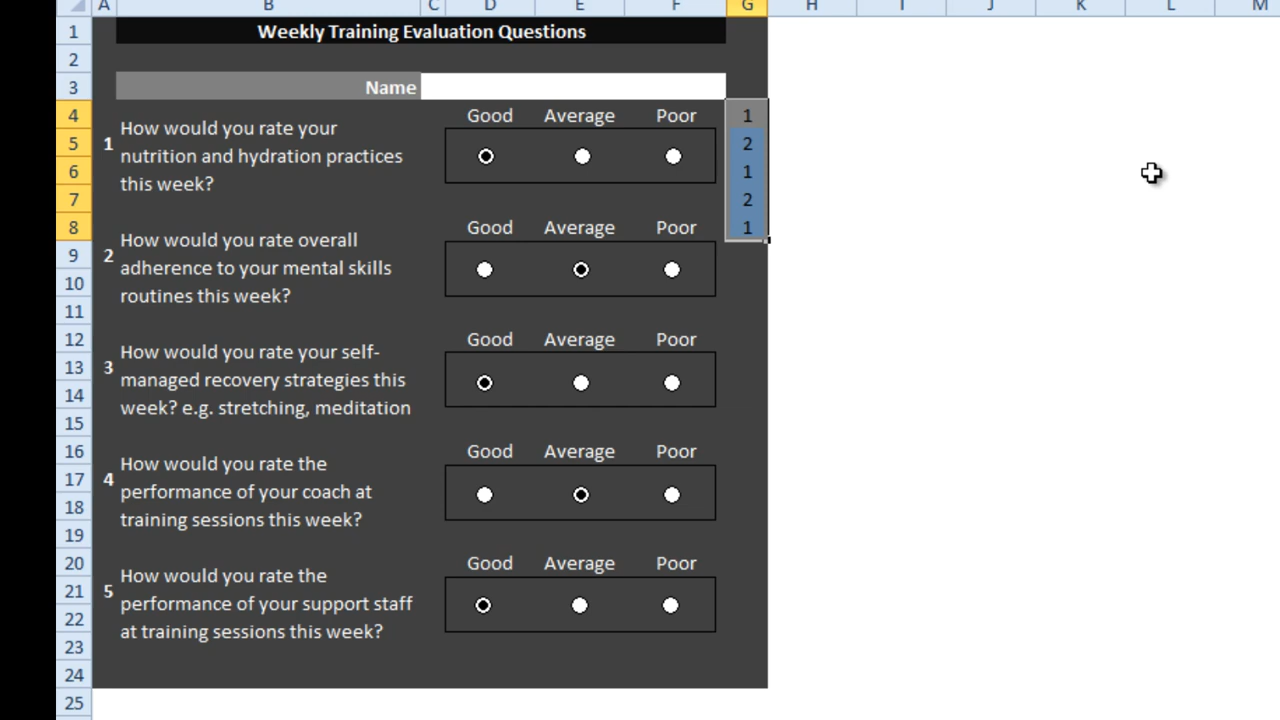 A B C D E F G H I J K L M
1 Weekly Training Evaluation Questions
2
3 Name
4 Good Average Poor 1
How would you rate your
5 1 2
6 nutrition and hydration practices 1
7 this week? 2
8 Good Average Poor 1
How would you rate overall
9 2
10 adherence to your mental skills
11 routines this week?
12 Good Average Poor
How would you rate your self-
13 3
14 managed recovery strategies this
15 week? e.g. stretching, meditation
16 Good Average Poor
How would you rate the
17 4
18 performance of your coach at
19 training sessions this week?
20 Good Average Poor
How would you rate the
21 5
22 performance of your support staff
23 at training sessions this week?
24
25